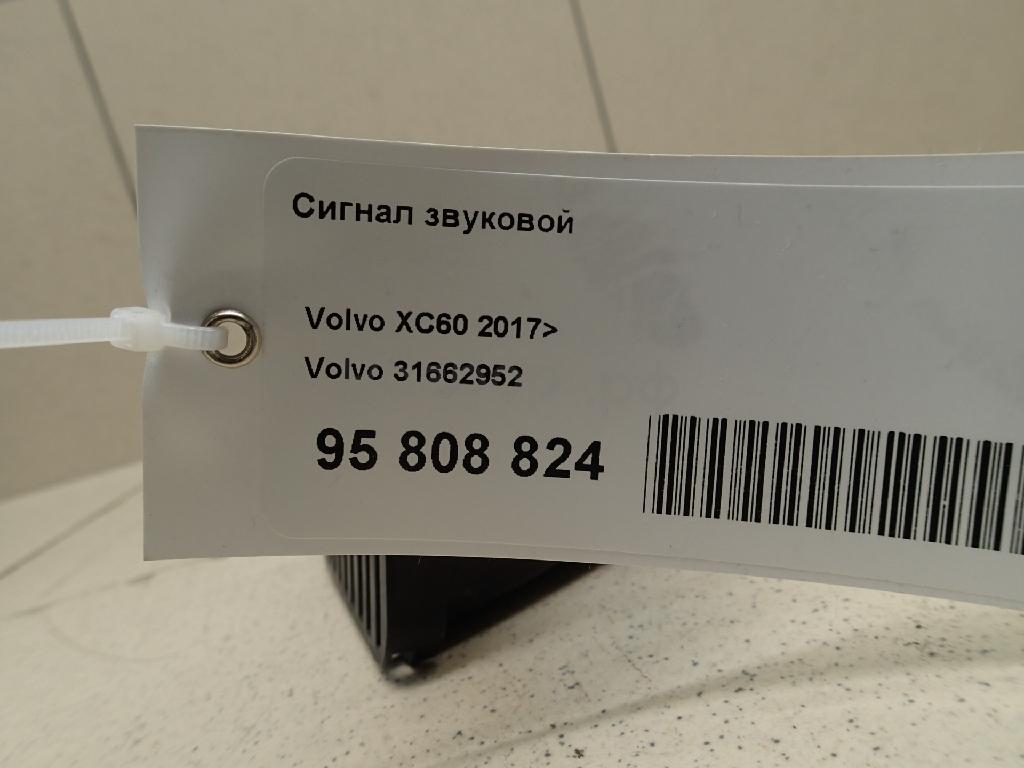 Сигнал звуковой
Volvo XC60 2017>
Volvo 31662952
95 808 824